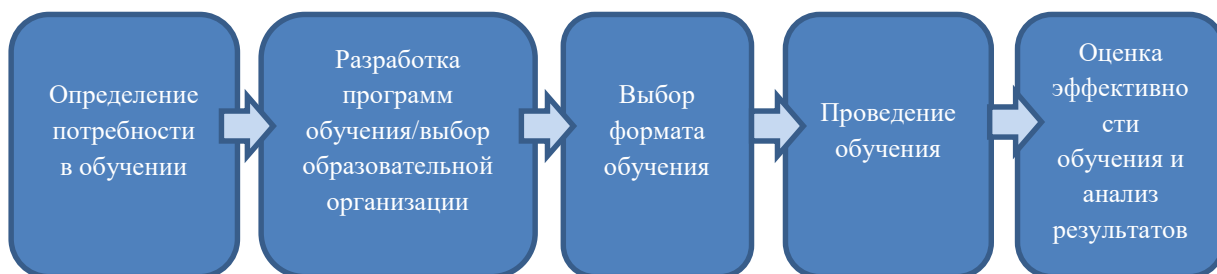 Определение
потребности
в обучении
Разработка
программ
обучения/выбор
образовательной
организации
Выбор
формата
обучения
Проведение
обучения
Оценка
эффективно
сти
обучения и
анализ
результатов